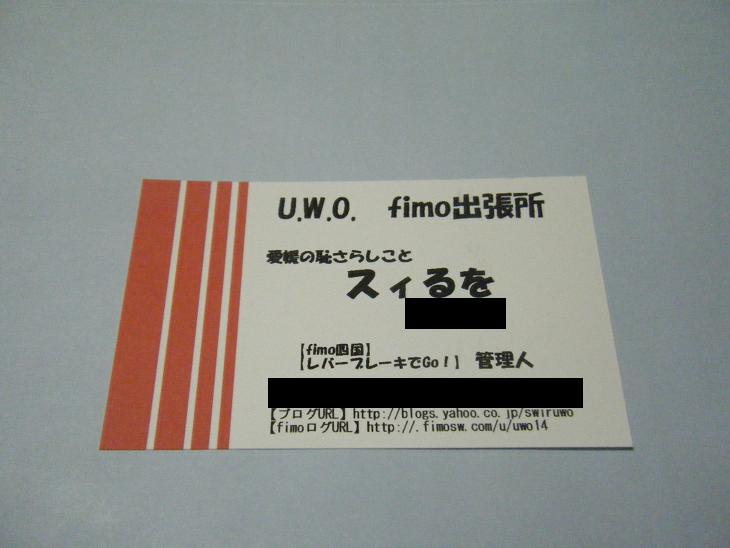 U.W.O. fimo出張所
愛媛の恥さらしこと
スィるを
【fimo四国】
【レバーブレーキでGo!】 管理人
【ブログURL】http://blogs.yahoo.co.jp/swiruwo
【fimoログURL】http://.fimosw.com/u/uwo14